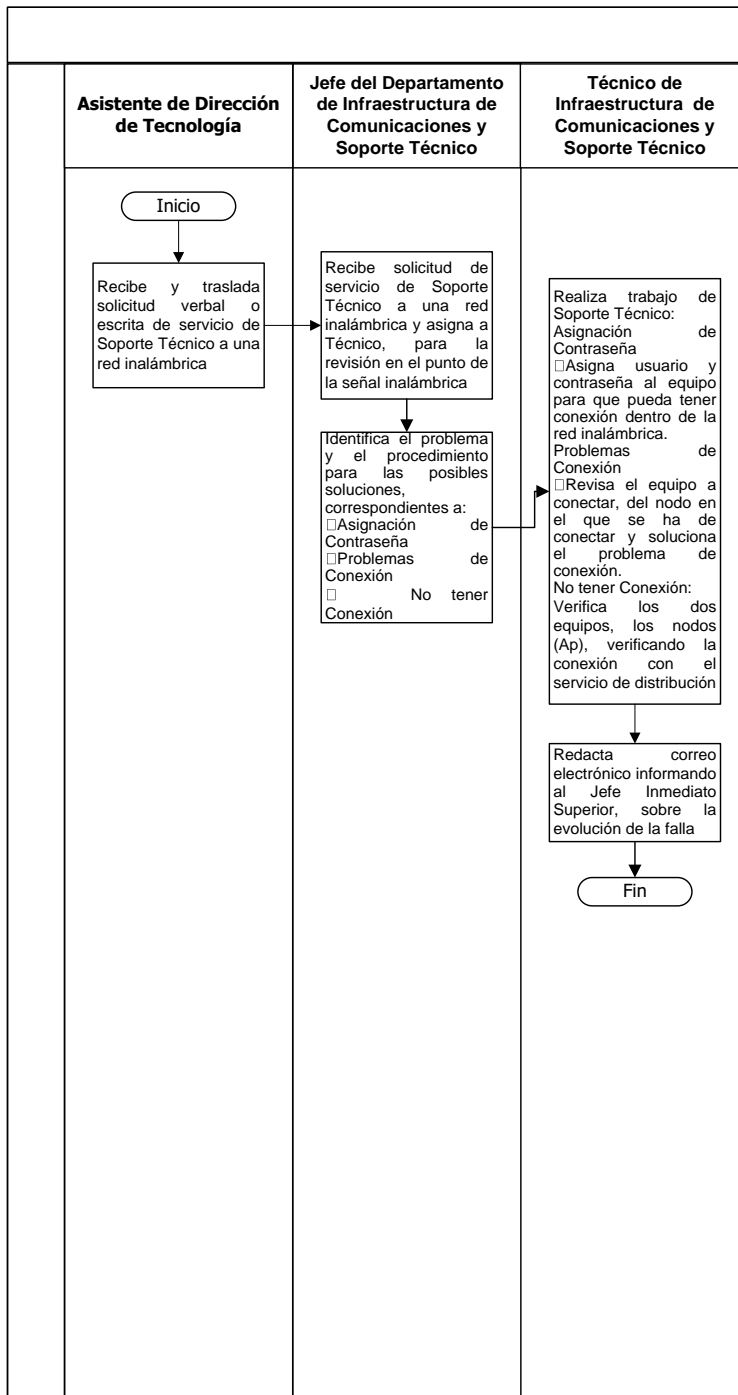 Asistente de Dirección
de Tecnología
Jefe del Departamento
de Infraestructura de
Comunicaciones y
Soporte Técnico
Técnico de
Infraestructura de
Comunicaciones y
Soporte Técnico
Inicio
Recibe y traslada
solicitud verbal o
escrita de servicio de
Soporte Técnico a una
red inalámbrica
Recibe solicitud de
servicio de Soporte
Técnico a una red
inalámbrica y asigna a
Técnico, para la
revisión en el punto de
la señal inalámbrica
Identifica el problema
y el procedimiento
para las posibles
soluciones,
correspondientes a:
□Asignación de
Contraseña
□Problemas de
Conexión
□ No tener
Conexión
Realiza trabajo de
Soporte Técnico:
Asignación de
Contraseña
□Asigna usuario y
contraseña al equipo
para que pueda tener
conexión dentro de la
red inalámbrica.
Problemas de
Conexión
□Revisa el equipo a
conectar, del nodo en
el que se ha de
conectar y soluciona
el problema de
conexión.
No tener Conexión:
Verifica los dos
equipos, los nodos
(Ap), verificando la
conexión con el
servicio de distribución
Redacta correo
electrónico informando
al Jefe Inmediato
Superior, sobre la
evolución de la falla
Fin